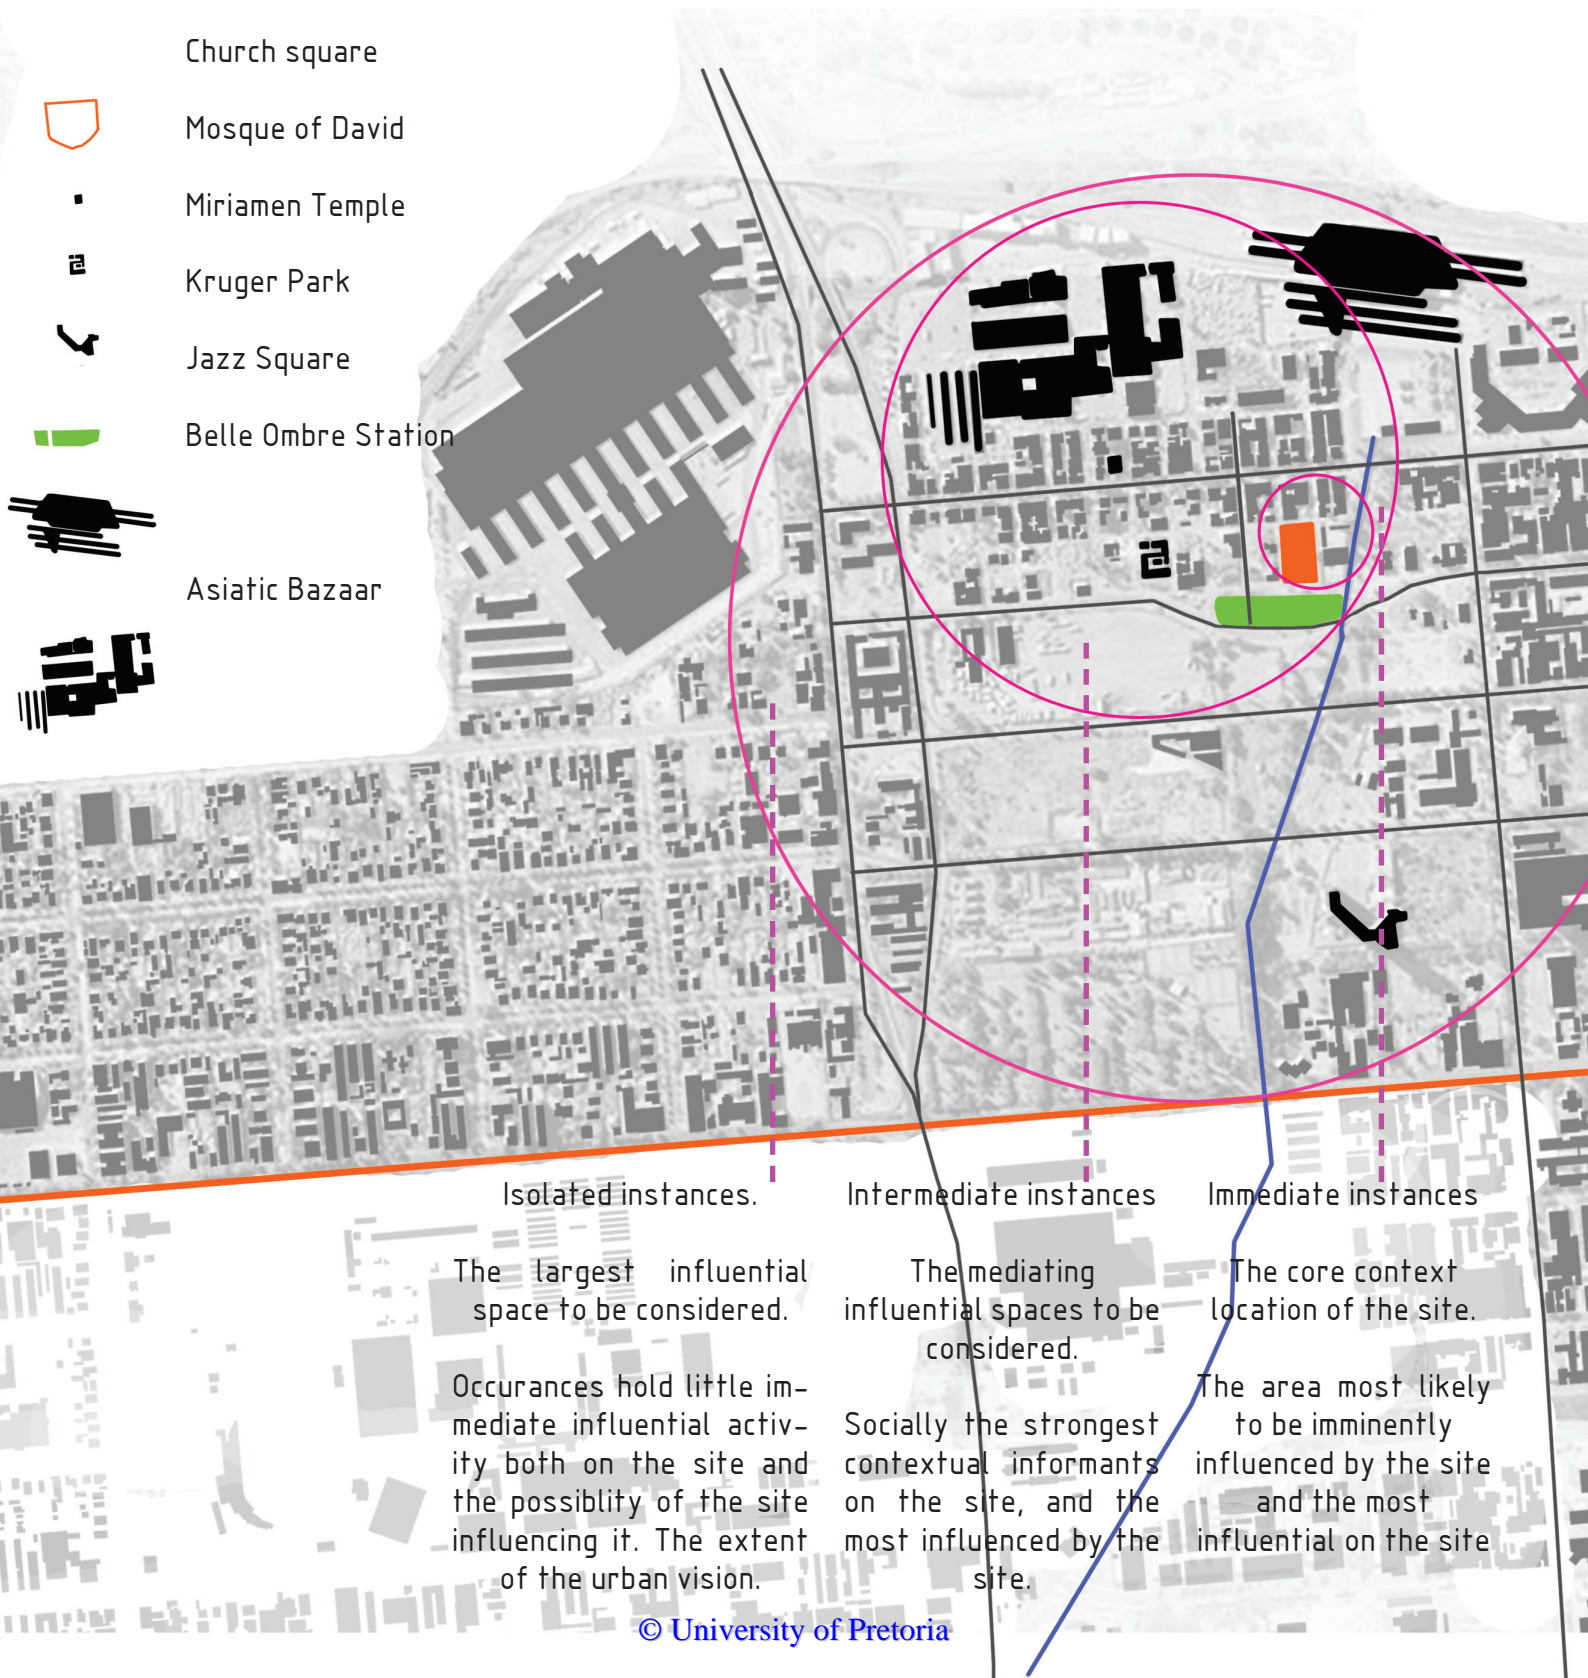 Church square
Mosque of David
Miriamen Temple
Kruger Park
Jazz Square
Belle Ombre Station
Asiatic Bazaar
Isolated instances.
The largest influential
space to be considered.
Occurances hold little im-
mediate influential activ-
ity both on the site and
the possiblity of the site
influencing it. The extent
of the urban vision.
Intermediate instances
The mediating
influential spaces to be
considered.
Socially the strongest
contextual informants
on the site, and the
most influenced by the
site.
Immediate instances
The core context
location of the site.
The area most likely
to be imminently
influenced by the site
and the most
influential on the site
© University of Pretoria